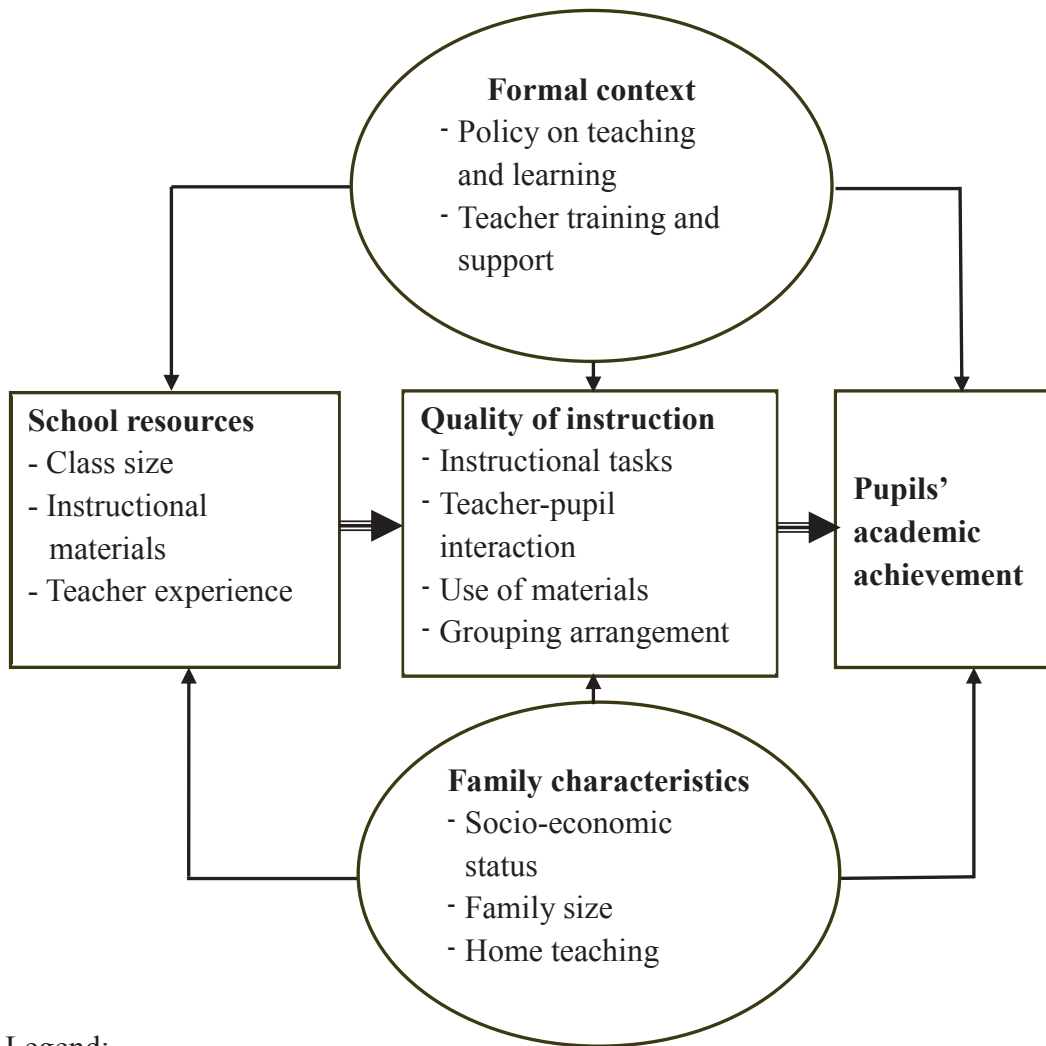 Formal context
- Policy on teaching
and learning
- Teacher training and
support
School resources
- Class size
- Instructional
materials
- Teacher experience
Quality of instruction
- Instructional tasks
- Teacher-pupil
interaction
- Use of materials
- Grouping arrangement
Pupils’
academic
achievement
Family characteristics
- Socio-economic
status
- Family size
- Home teaching
Legend: